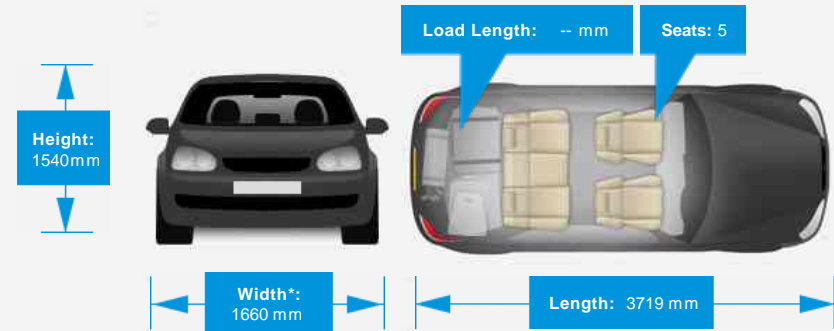 Load Length: -- mm
Seats: 5
Height:
1540mm
Width*:
1660 mm
Length: 3719 mm